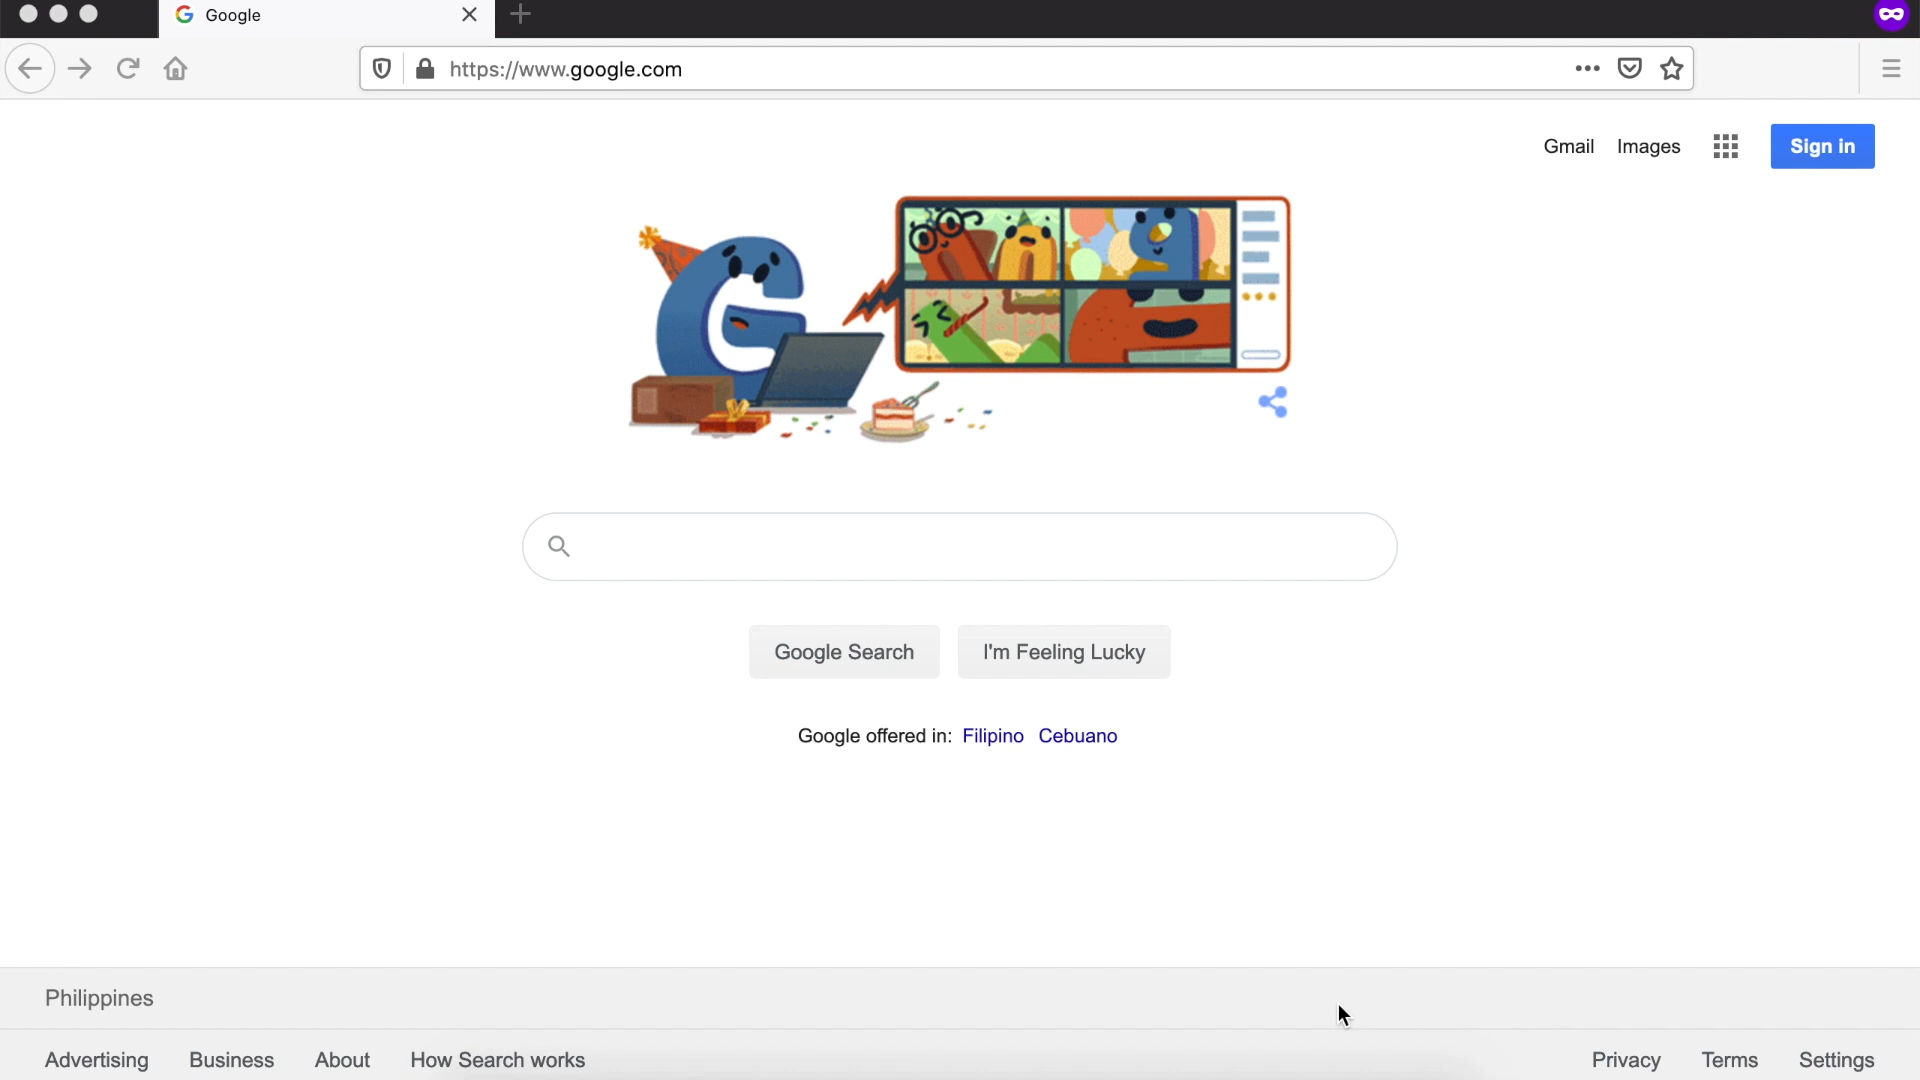 Google
https://www.google.com
Gmail Images Sign in
Google Search I'm Feeling Lucky
Google offered in: Filipino Cebuano
Philippines
Advertising Business About How Search works Privacy Terms Settings